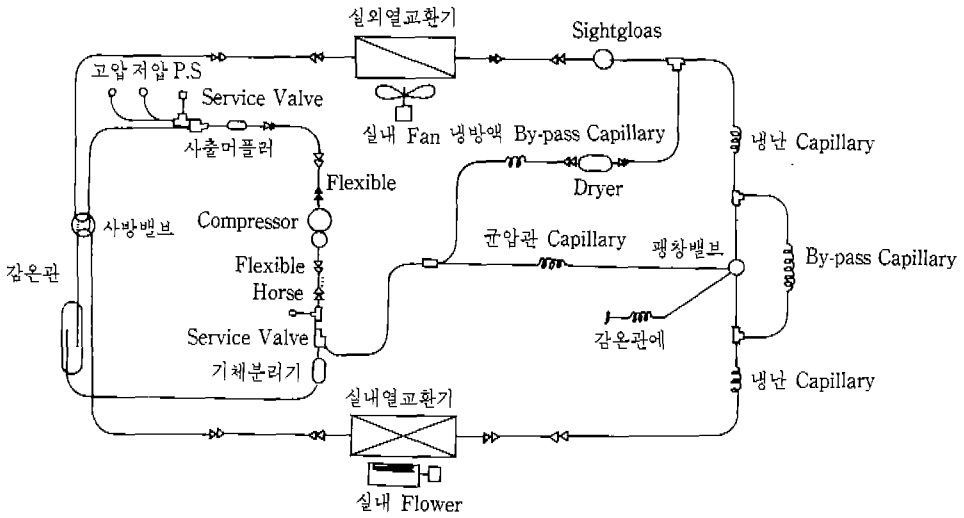 실외열교환기
Sightgloas
고압 저압 P.S
Service Valve
실내 Fan
냉방액 By-pass Capillary
사출머플러
냉난 Capillary
Flexible
Dryer
Compressor
사방밸브
균압관 Capillary
팽창밸브
By-pass Capillary
감온관
Flexible
Horse
Service Valve
감온관에
기체분리기
냉난 Capillary
실내열교환기
실내 Flower